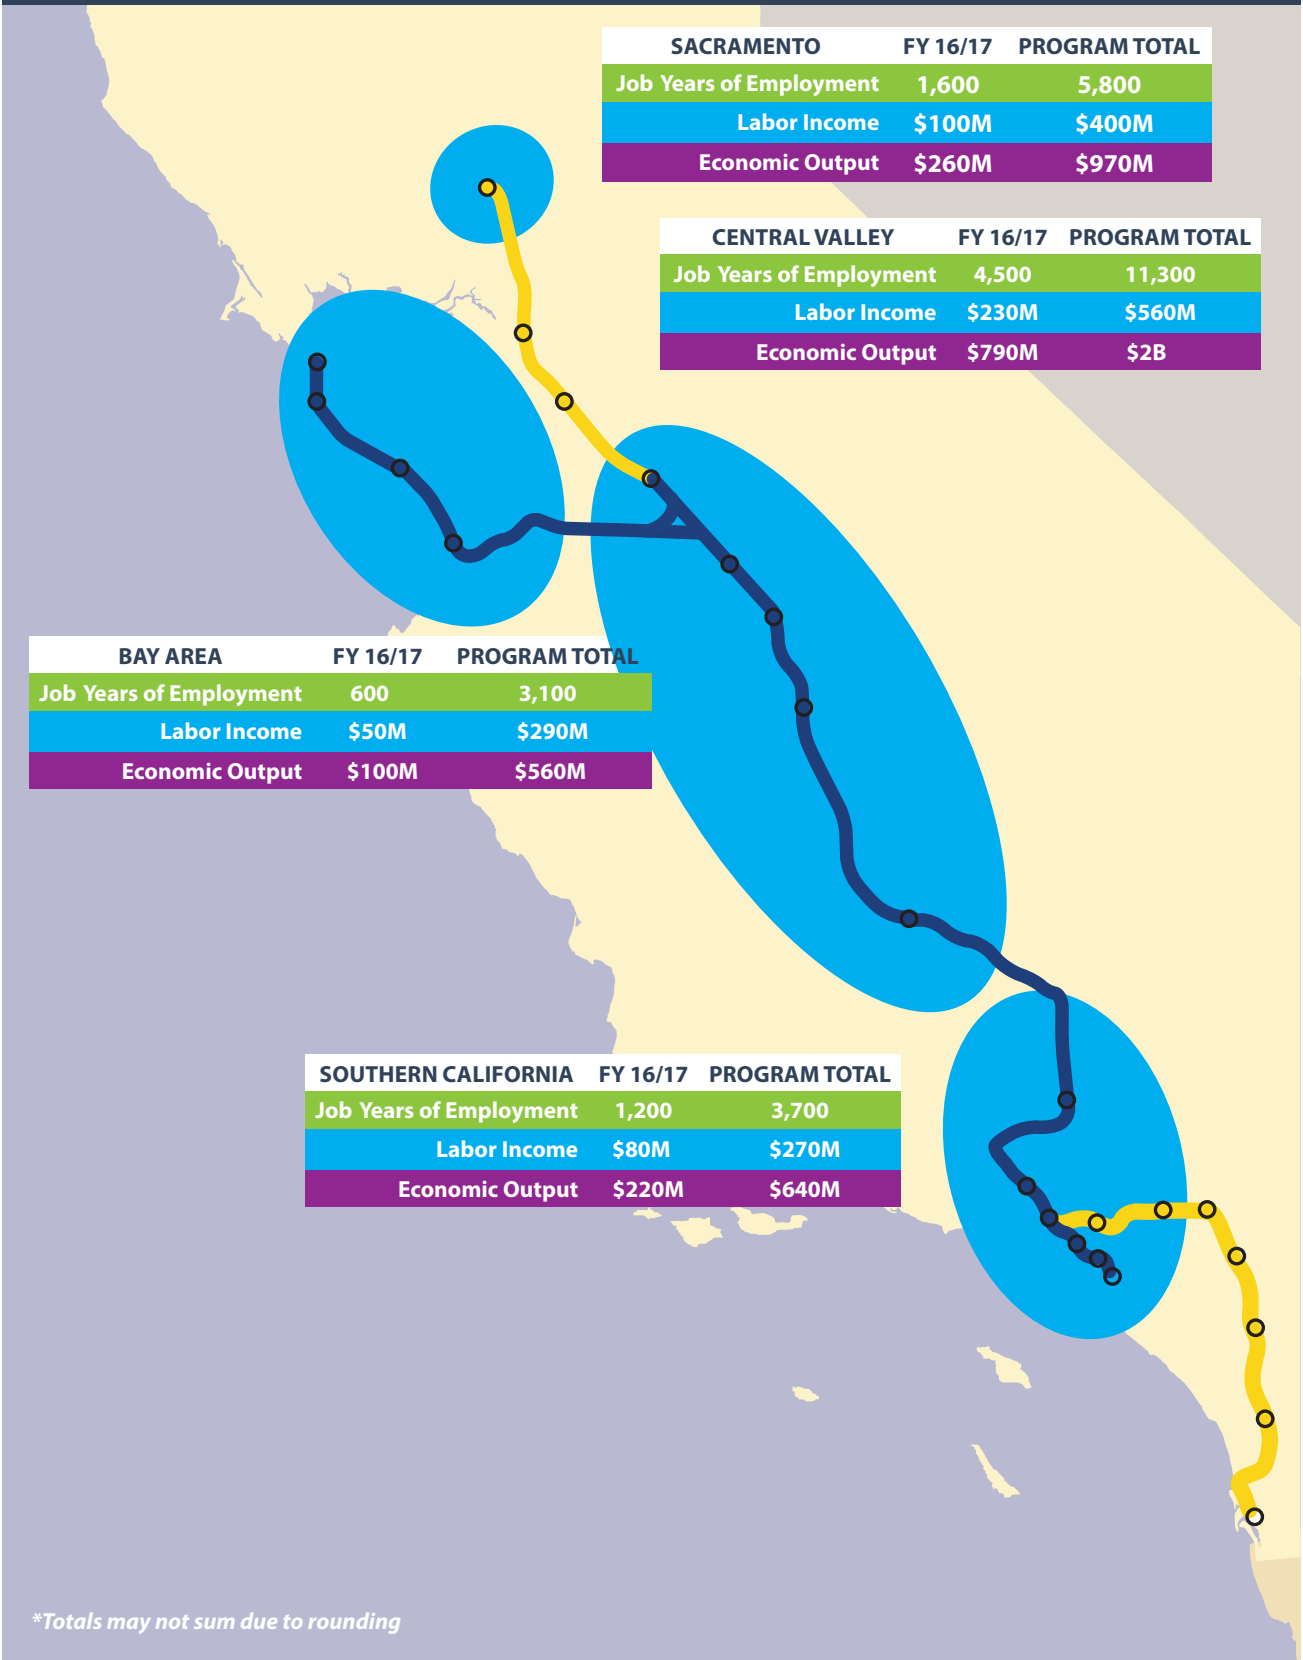 SACRAMENTO FY 16/17 PROGRAM TOTAL
Job Years of Employment 1,600 5,800
Labor Income $100M $400M
Economic Output $260M $970M
CENTRAL VALLEY FY 16/17 PROGRAM TOTAL
Job Years of Employment 4,500 11,300
Labor Income $230M $560M
Economic Output $790M $2B
BAY AREA FY 16/17 PROGRAM TOTAL
Job Years of Employment 600 3,100
Labor Income $50M $290M
Economic Output $100M $560M
SOUTHERN CALIFORNIA FY 16/17 PROGRAM TOTAL
Job Years of Employment 1,200 3,700
Labor Income $80M $270M
Economic Output $220M $640M
*Totals may not sum due to rounding